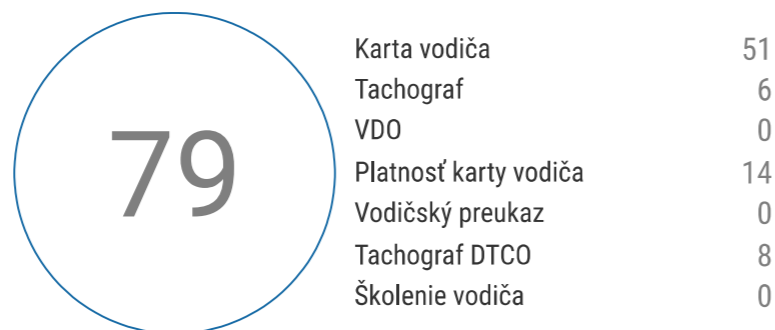 79
Karta vodiča 51
Tachograf 6
VDO 0
Platnosť karty vodiča 14
Vodičský preukaz 0
Tachograf DTCO 8
Školenie vodiča 0